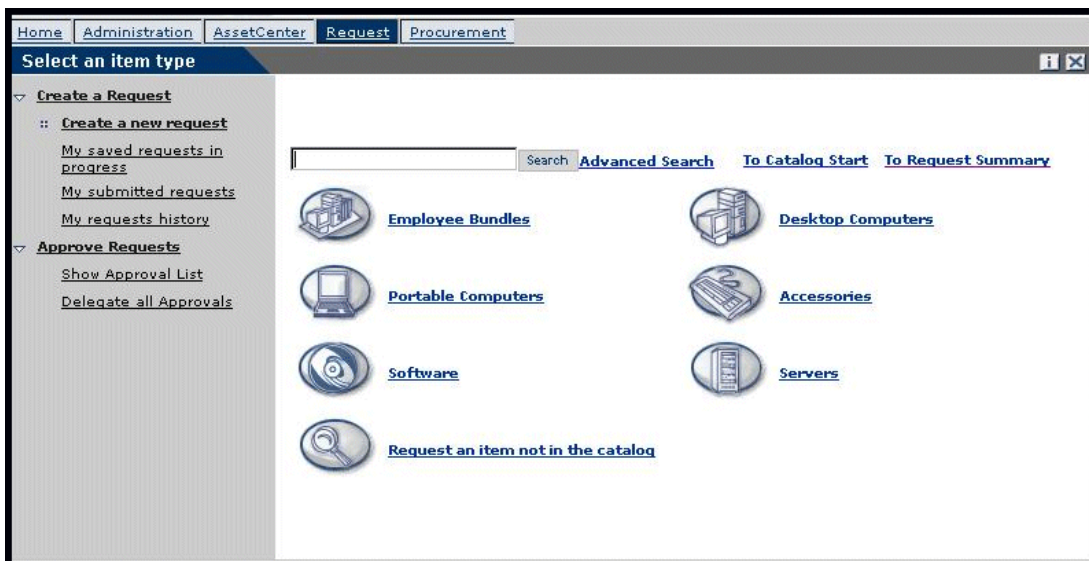 Home Administration AssetCenter Request Procurement
Select an item type
Create a Request
Create a new request
My saved requests in
progress
My submitted requests
My requests history
Approve Requests
Show Approval List
Delegate all Approvals
Search Advanced Search To Catalog Start To Request Summary
Employee Bundles Desktop Computers
Portable Computers Accessories
Software Servers
Request an item not in the catalog